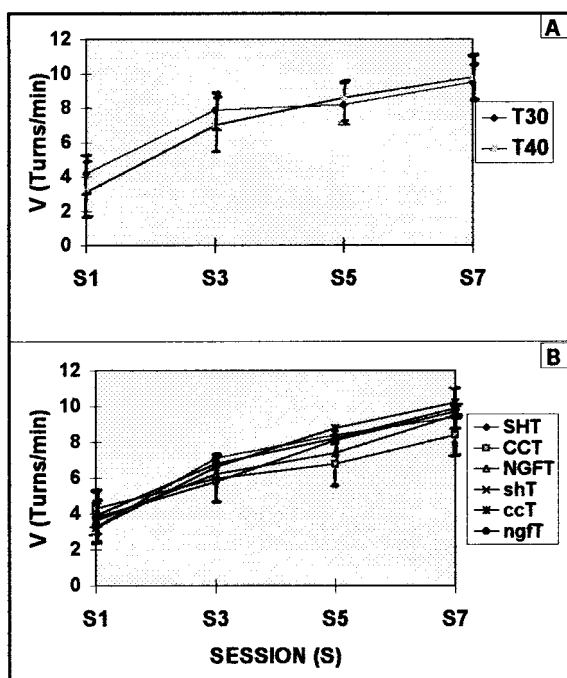 A
12
10
8
6
4
2
0
V (Turns/min)
S1 S3 S5 S7
T30
T40
B
12
10
8
6
4
2
0
V (Turns/min)
S1 S3 S5 S7
SESSION (S)
SHT
CCT
NGFT
shT
ccT
ngfT